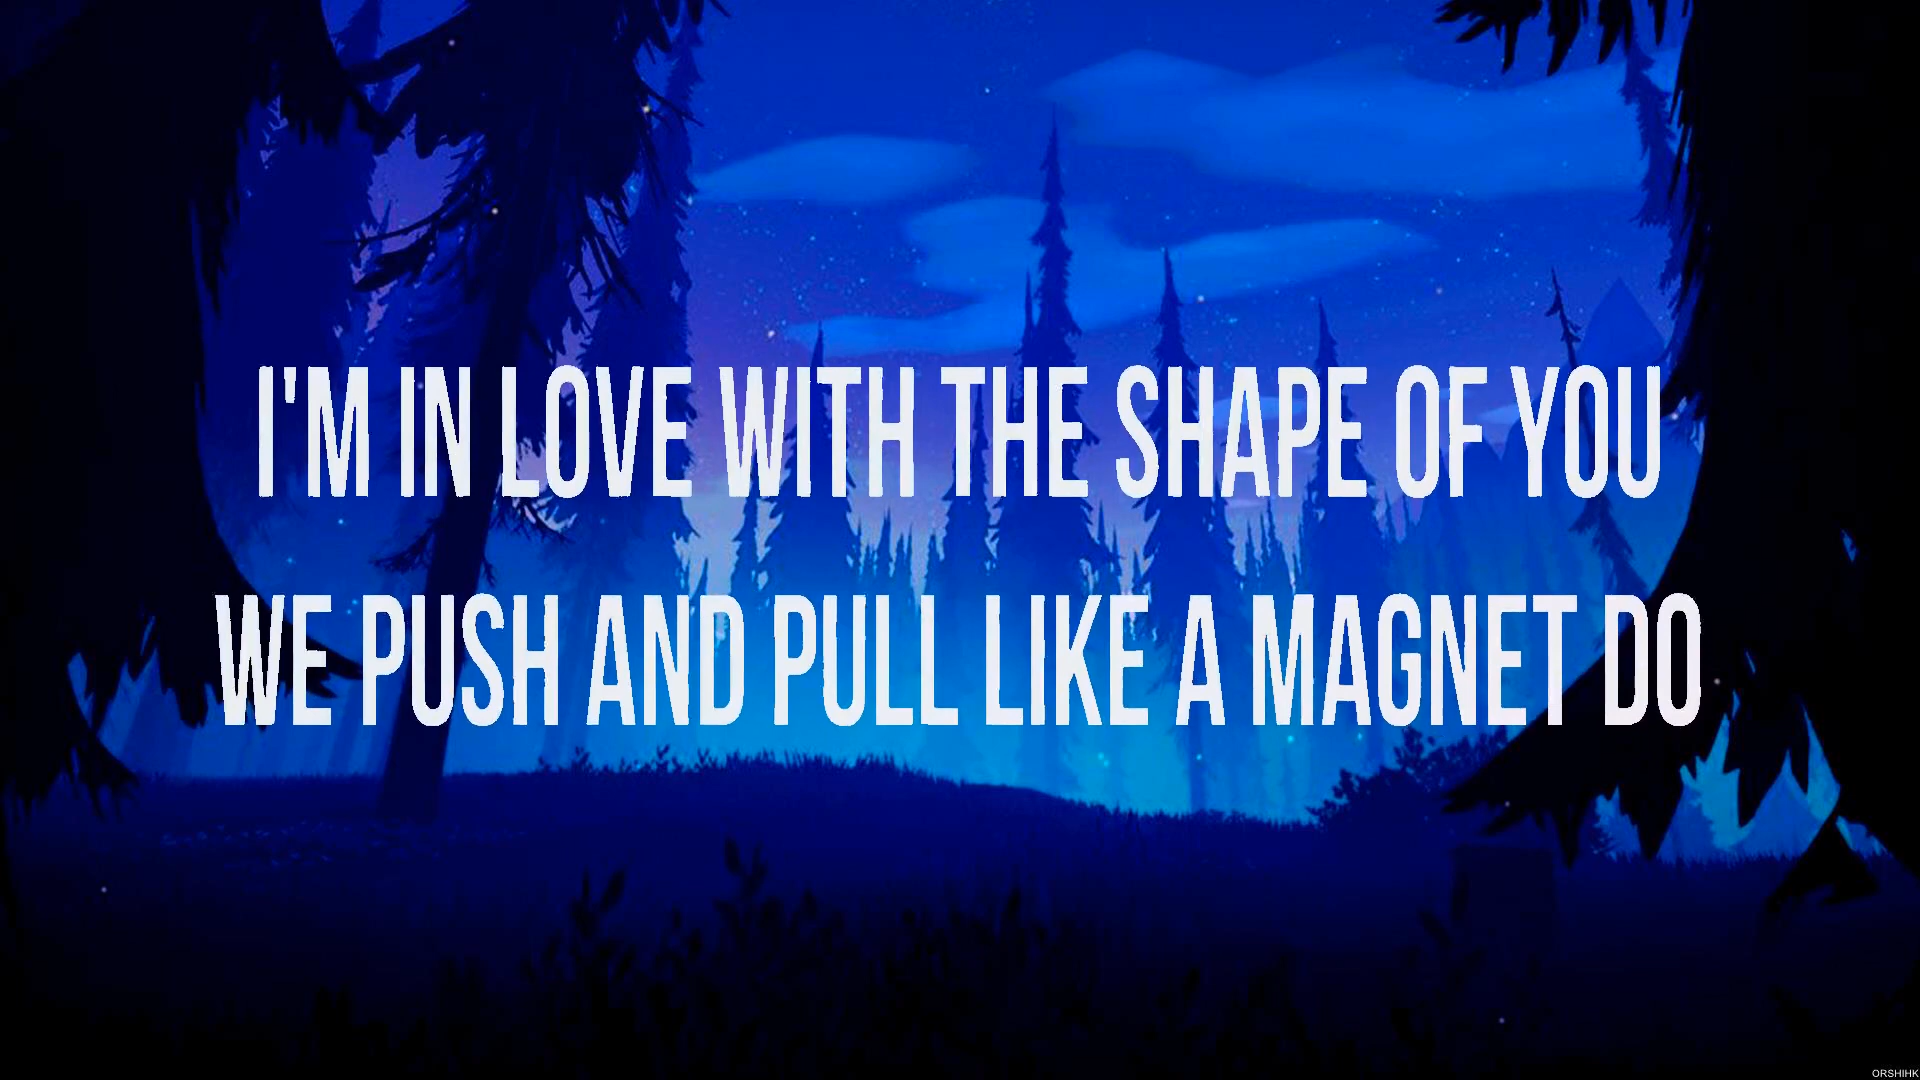 I'M IN LOVE WITH THE SHAPE OF YOU
WE PUSH AND PULL LIKE A MAGNET DO
ORSHIHK